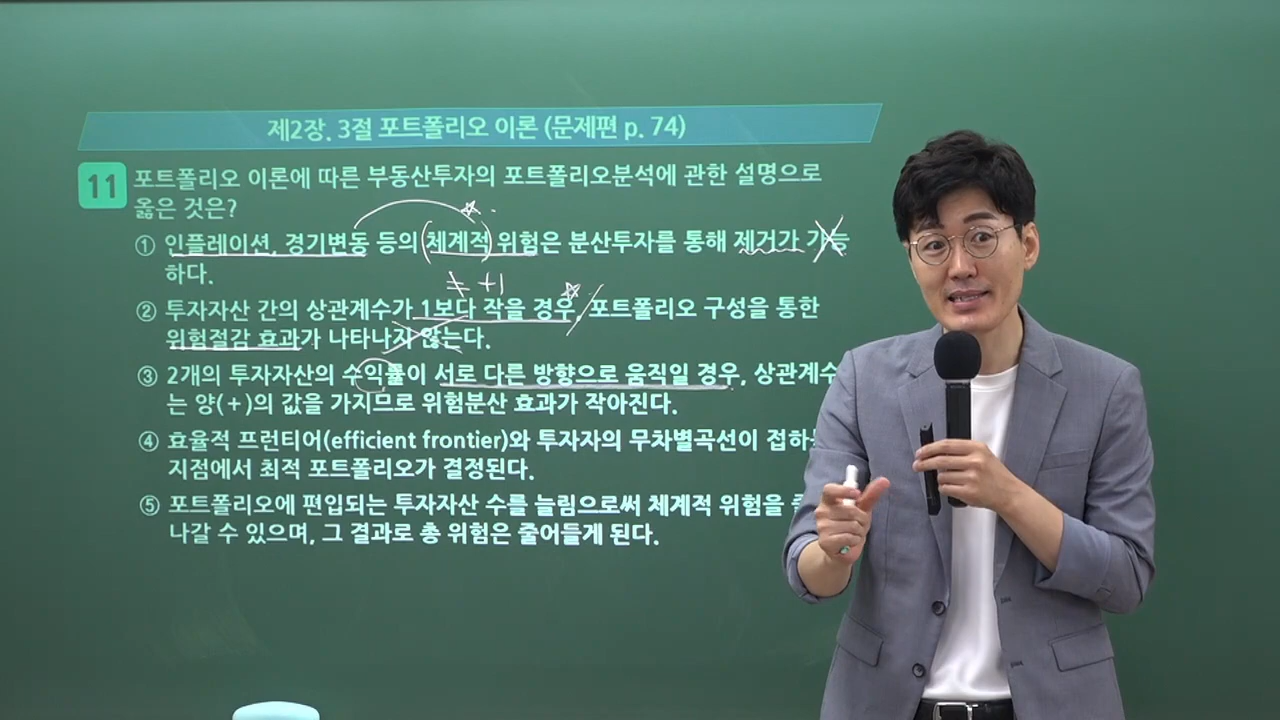 제2장. 3절 포트폴리오 이론 (문제편 p. 74)
11 포트폴리오 이론에 따른 부동산투자의 포트폴리오분석에 관한 설명으로
옳은 것은?
① 인플레이션, 경기변동 등의 체계적 위험은 분산투자를 통해 제거가 가능
하다.
= +1
② 투자자산 간의 상관계수가 1보다 작을 경우, 포트폴리오 구성을 통한
위험절감 효과가 나타나지 않는다.
③ 2개의 투자자산의 수익률이 서로 다른 방향으로 움직일 경우, 상관계수
는 양(+)의 값을 가지므로 위험분산 효과가 작아진다.
④ 효율적 프런티어(efficient frontier)와 투자자의 무차별곡선이 접하
지점에서 최적 포트폴리오가 결정된다.
⑤ 포트폴리오에 편입되는 투자자산 수를 늘림으로써 체계적 위험을
나갈 수 있으며, 그 결과로 총 위험은 줄어들게 된다.